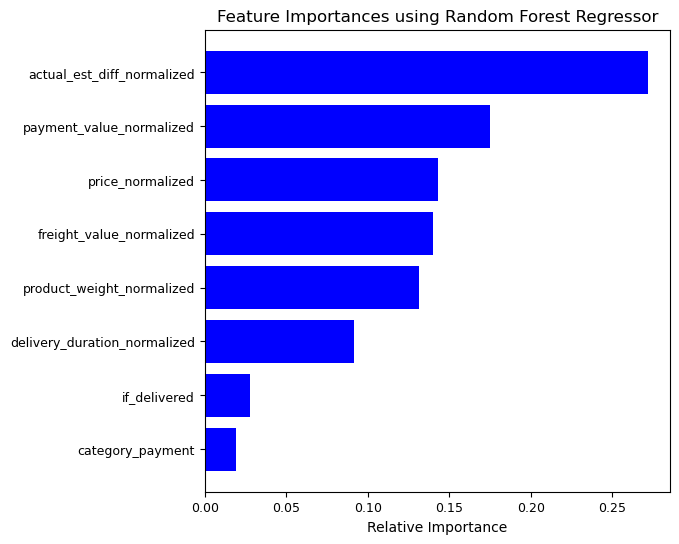 Feature Importances using Random Forest Regressor
actual_est_diff_normalized
payment_value_normalized
price_normalized
freight_value_normalized
product_weight_normalized
delivery_duration_normalized
if_delivered
category_payment
0.00 0.05 0.10 0.15 0.20 0.25
Relative Importance